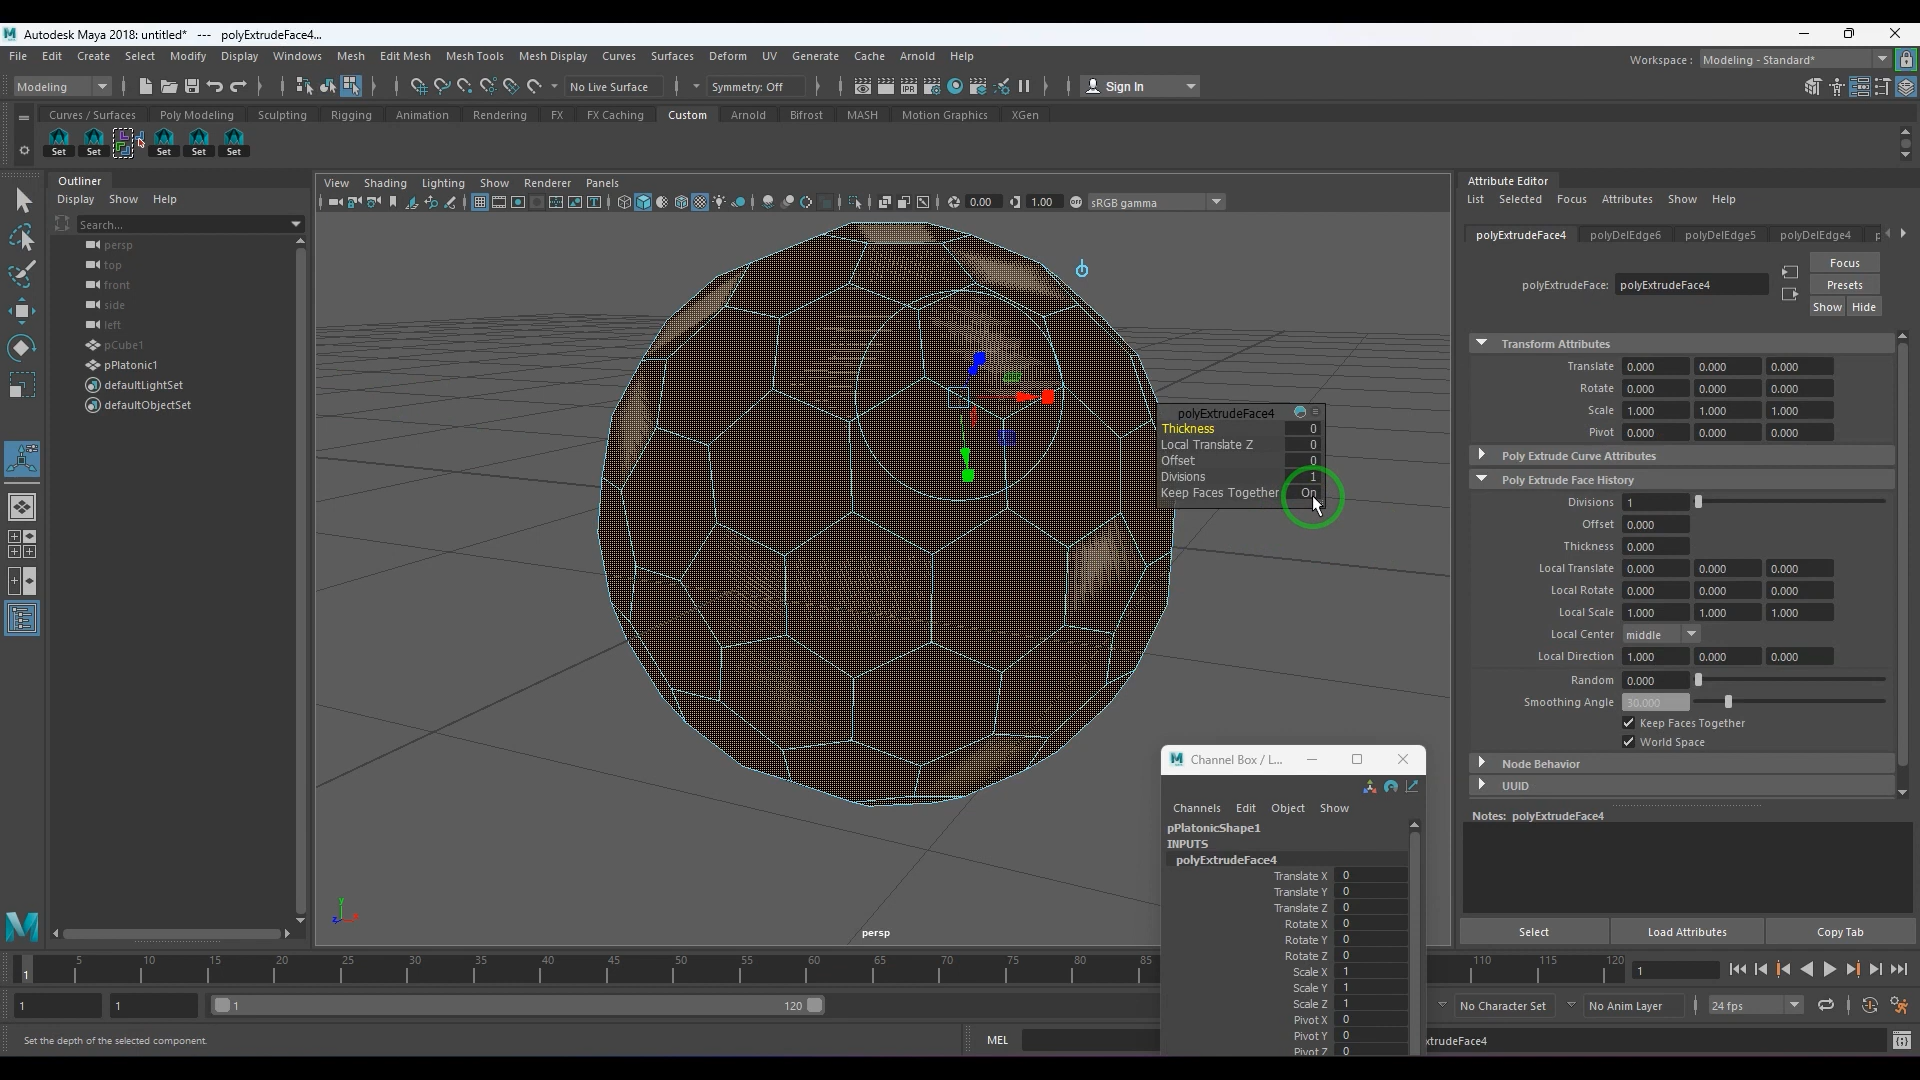 Autodesk Maya 2018: untitled*   ---   polyExtrudeFace4...
File Edit Create Select Modify Display Windows Mesh Edit Mesh Mesh Tools Mesh Display Curves Surfaces Deform UV Generate Cache Arnold Help
Workspace : Modeling - Standard*
Modeling No Live Surface Symmetry: Off IPR Sign In
Curves / Surfaces Poly Modeling Sculpting Rigging Animation Rendering FX FX Caching Custom Arnold Bifrost MASH Motion Graphics XGen
Set Set Set Set Set
Outliner
Display Show Help
Search...
persp
top
front
side
left
pCube1
pPlatonic1
defaultLightSet
defaultObjectSet
View Shading Lighting Show Renderer Panels
0.00 1.00 sRGB gamma
polyExtrudeFace4
Thickness 0
Local Translate Z 0
Offset 0
Divisions 1
Keep Faces Together On
persp
y
z
Channel Box / L...
Channels Edit Object Show
pPlatonicShape1
INPUTS
polyExtrudeFace4
Translate X 0
Translate Y 0
Translate Z 0
Rotate X 0
Rotate Y 0
Rotate Z 0
Scale X 1
Scale Y 1
Scale Z 1
Pivot X 0
Pivot Y 0
Pivot Z 0
Attribute Editor
List Selected Focus Attributes Show Help
polyExtrudeFace4 polyDelEdge6 polyDelEdge5 polyDelEdge4 p
Focus
polyExtrudeFace: polyExtrudeFace4 Presets
Show Hide
Transform Attributes
Translate 0.000 0.000 0.000
Rotate 0.000 0.000 0.000
Scale 1.000 1.000 1.000
Pivot 0.000 0.000 0.000
Poly Extrude Curve Attributes
Poly Extrude Face History
Divisions 1
Offset 0.000
Thickness 0.000
Local Translate 0.000 0.000 0.000
Local Rotate 0.000 0.000 0.000
Local Scale 1.000 1.000 1.000
Local Center middle
Local Direction 1.000 0.000 0.000
Random 0.000
Smoothing Angle 30.000
Keep Faces Together
World Space
Node Behavior
UUID
Notes: polyExtrudeFace4
Select Load Attributes Copy Tab
1 5 10 15 20 25 30 35 40 45 50 55 60 65 70 75 80 85 110 115 120 1
1 1 1 120 No Character Set No Anim Layer 24 fps
Set the depth of the selected component. MEL xtrudeFace4